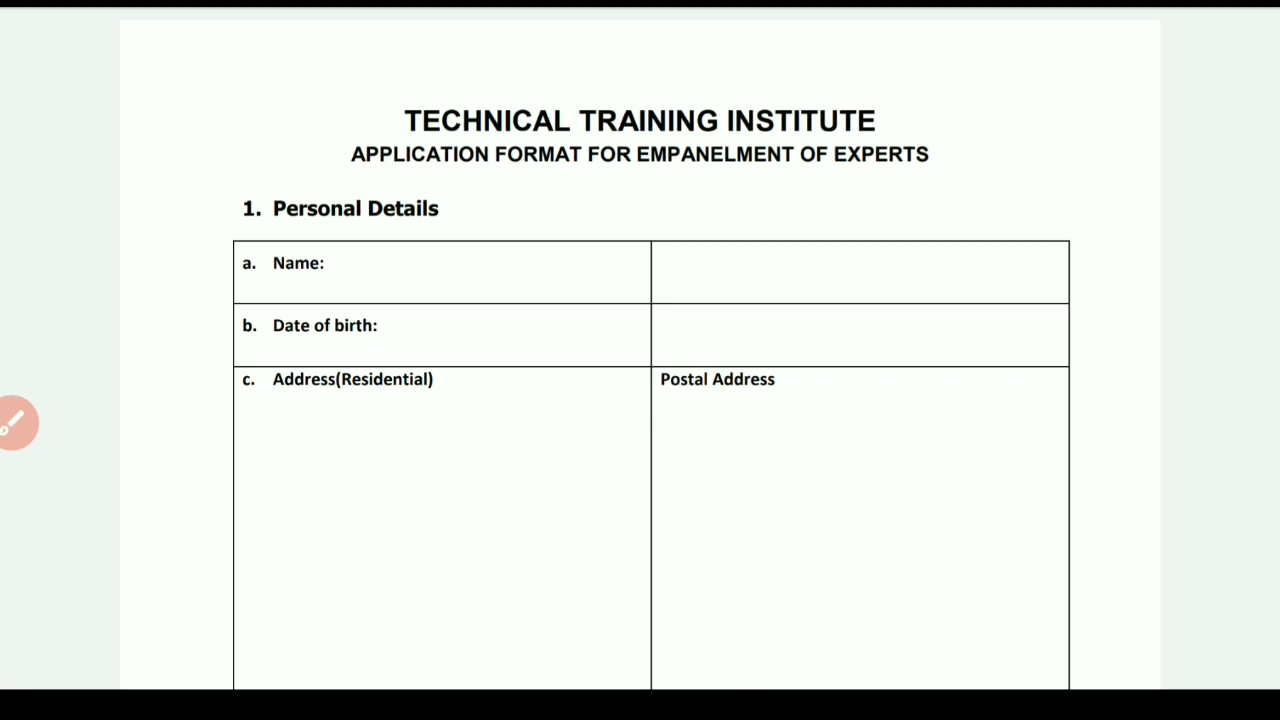 TECHNICAL TRAINING INSTITUTE
APPLICATION FORMAT FOR EMPANELMENT OF EXPERTS
1. Personal Details
a. Name:
b. Date of birth:
c. Address(Residential)
Postal Address